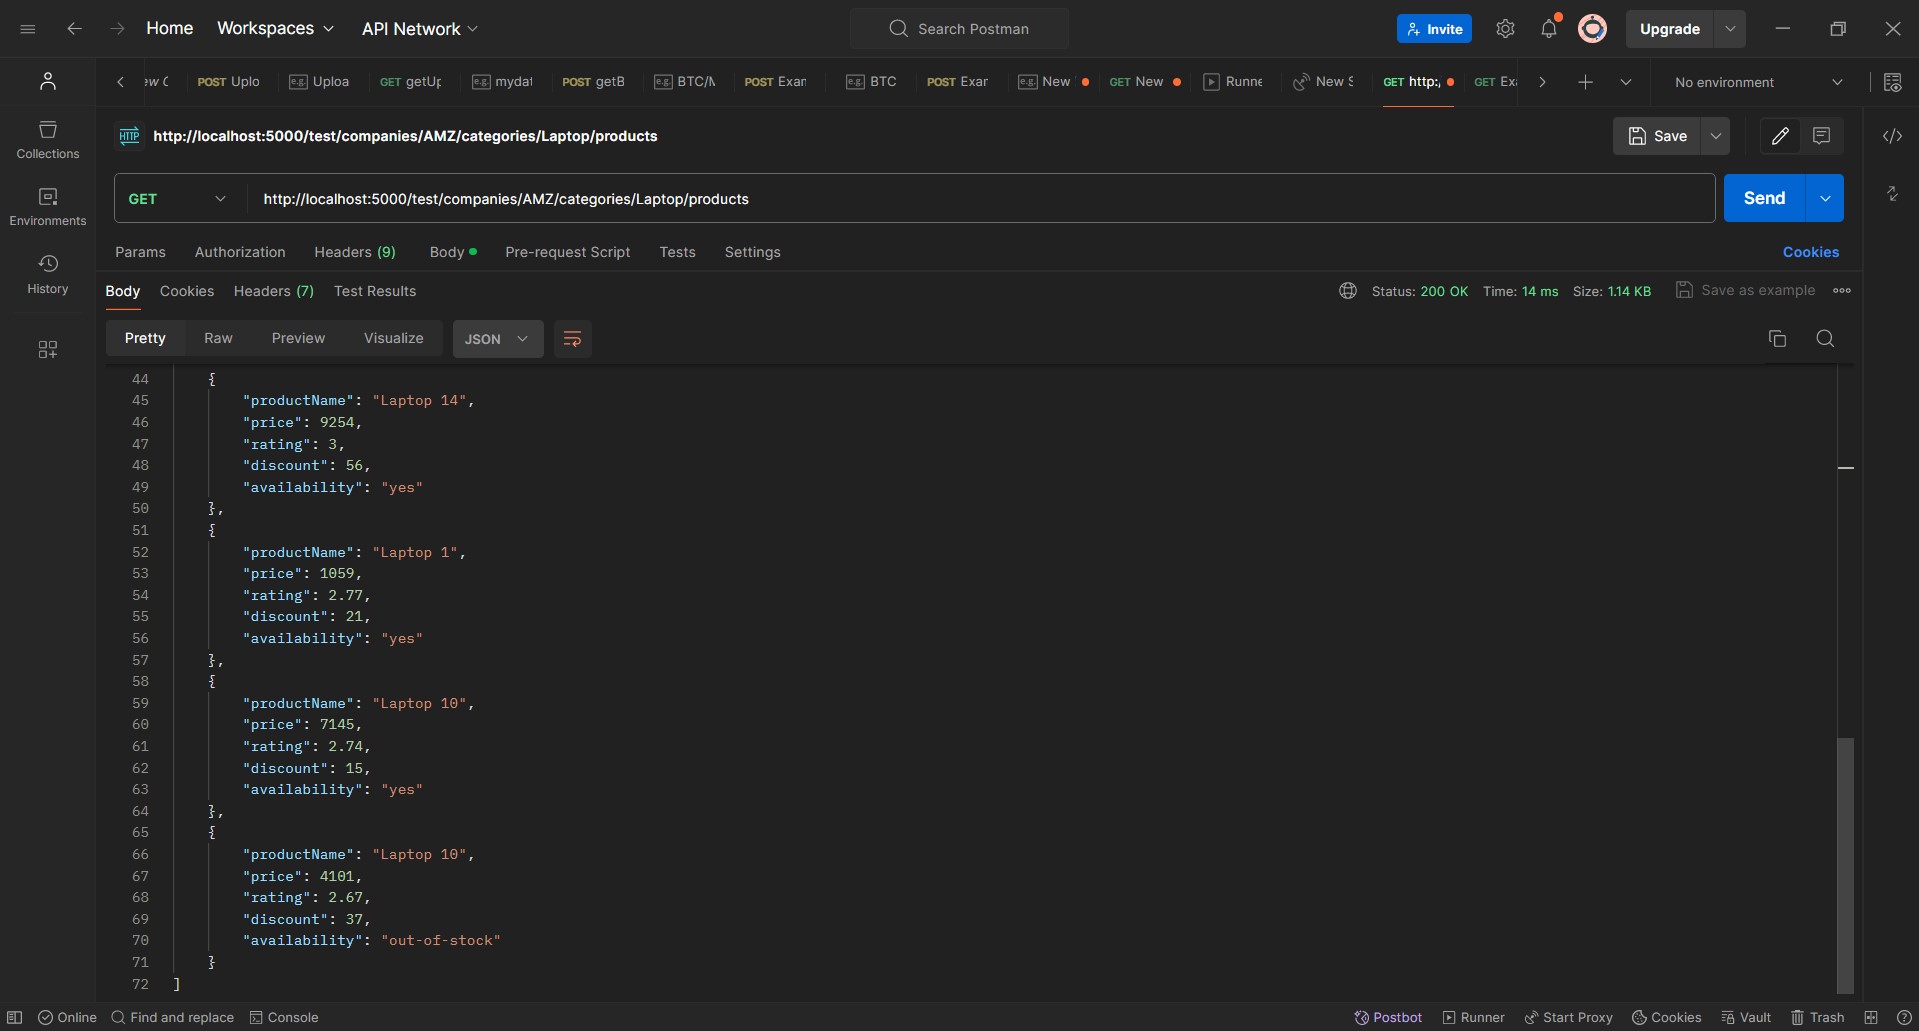 Home Workspaces API Network Search Postman Invite Upgrade
ew C POST Uplo e.g. Uploa GET getUp e.g. mydat POST getB e.g. BTC/M POST Exan e.g. BTC POST Exar e.g. New GET New Runne New S GET http:/ GET Exa No environment
HTTP http://localhost:5000/test/companies/AMZ/categories/Laptop/products Save
Collections
GET http://localhost:5000/test/companies/AMZ/categories/Laptop/products Send
Environments
Params Authorization Headers (9) Body Pre-request Script Tests Settings Cookies
History
Body Cookies Headers (7) Test Results Status: 200 OK Time: 14 ms Size: 1.14 KB Save as example
Pretty Raw Preview Visualize JSON
44 {
45 "productName": "Laptop 14",
46 "price": 9254,
47 "rating": 3,
48 "discount": 56,
49 "availability": "yes"
50 },
51 {
52 "productName": "Laptop 1",
53 "price": 1059,
54 "rating": 2.77,
55 "discount": 21,
56 "availability": "yes"
57 },
58 {
59 "productName": "Laptop 10",
60 "price": 7145,
61 "rating": 2.74,
62 "discount": 15,
63 "availability": "yes"
64 },
65 {
66 "productName": "Laptop 10",
67 "price": 4101,
68 "rating": 2.67,
69 "discount": 37,
70 "availability": "out-of-stock"
71 }
72 ]
Online Find and replace Console Postbot Runner Start Proxy Cookies Vault Trash